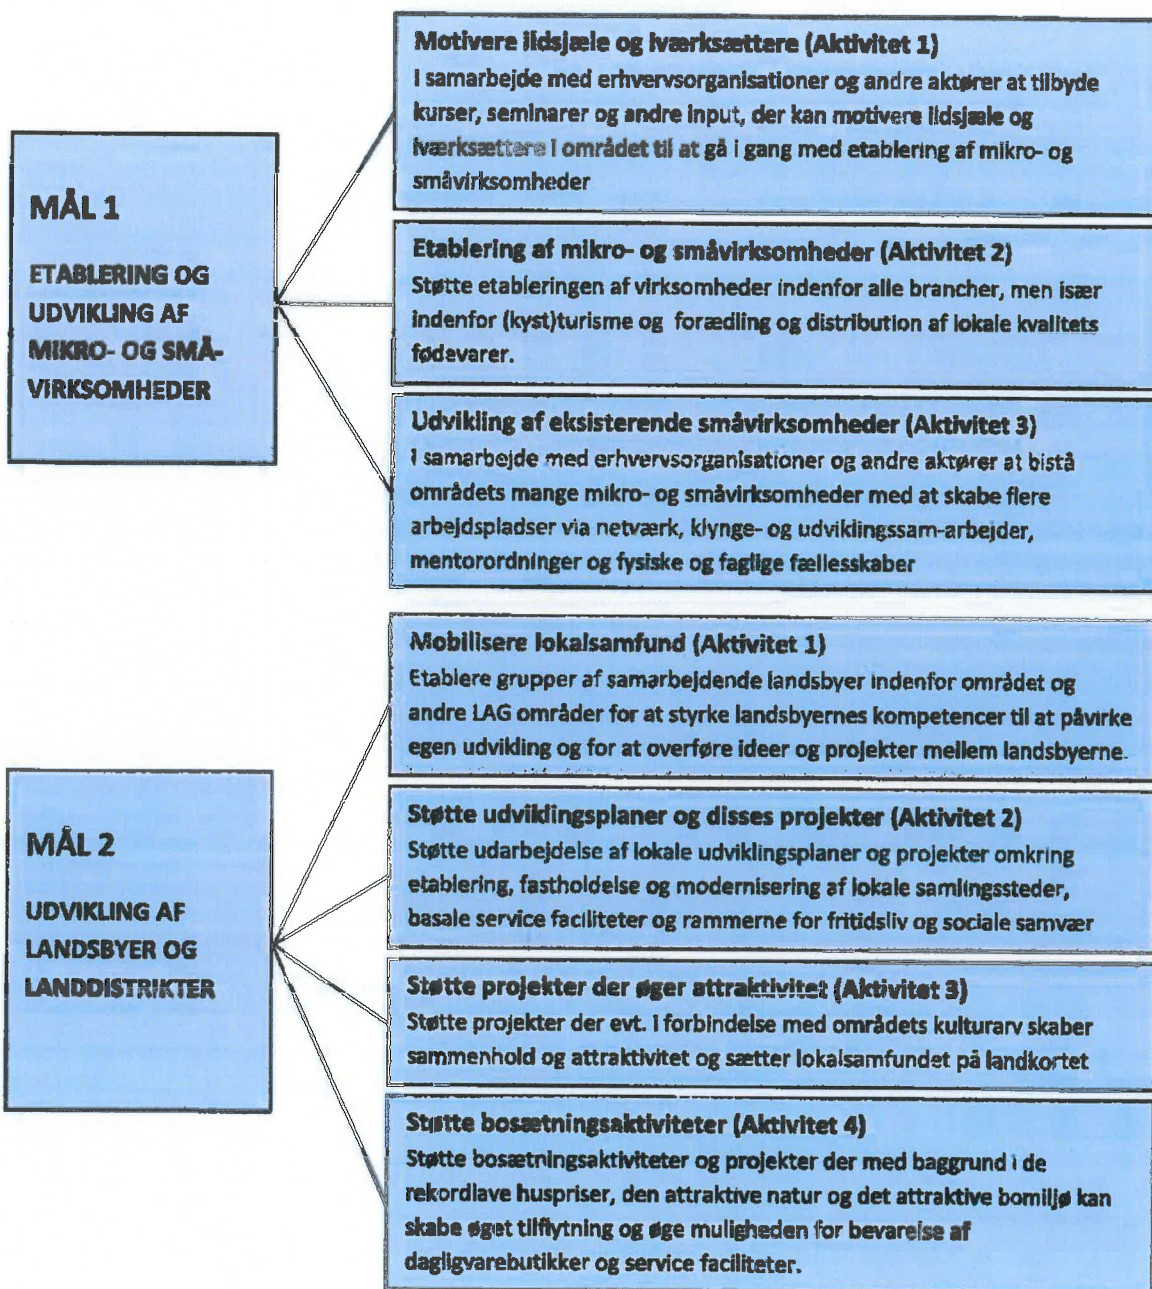 MÅL 1
ETABLERING OG
UDVIKLING AF
MIKRO- OG SMÅ-
VIRKSOMHEDER
Motivere ildsjæle og iværksættere (Aktivitet 1)
I samarbejde med erhvervsorganisationer og andre aktører at tilbyde
kurser, seminarer og andre input, der kan motivere ildsjæle og
iværksættere i området til at gå i gang med etablering af mikro- og
småvirksomheder
Etablering af mikro- og småvirksomheder (Aktivitet 2)
Støtte etableringen af virksomheder indenfor alle brancher, men især
indenfor (kyst)turisme og forædling og distribution af lokale kvalitets
fødevarer.
Udvikling af eksisterende småvirksomheder (Aktivitet 3)
I samarbejde med erhvervsorganisationer og andre aktører at bistå
områdets mange mikro- og småvirksomheder med at skabe flere
arbejdspladser via netværk, klynge- og udviklingssam-arbejder,
mentorordninger og fysiske og faglige fællesskaber
MÅL 2
UDVIKLING AF
LANDSBYER OG
LANDDISTRIKTER
Mobilisere lokalsamfund (Aktivitet 1)
Etablere grupper af samarbejdende landsbyer indenfor området og
andre LAG områder for at styrke landsbyernes kompetencer til at påvirke
egen udvikling og for at overføre ideer og projekter mellem landsbyerne.
Støtte udviklingsplaner og disses projekter (Aktivitet 2)
Støtte udarbejdelse af lokale udviklingsplaner og projekter omkring
etablering, fastholdelse og modernisering af lokale samlingssteder,
basale service faciliteter og rammerne for fritidsliv og sociale samvær
Støtte projekter der øger attraktivitet (Aktivitet 3)
Støtte projekter der evt. i forbindelse med områdets kulturarv skaber
sammenhold og attraktivitet og sætter lokalsamfundet på landkortet
Støtte bosætningsaktiviteter (Aktivitet 4)
Støtte bosætningsaktiviteter og projekter der med baggrund i de
rekordlave huspriser, den attraktive natur og det attraktive bomiljø kan
skabe øget tilflytning og øge muligheden for bevarelse af
dagligvarebutikker og service faciliteter.